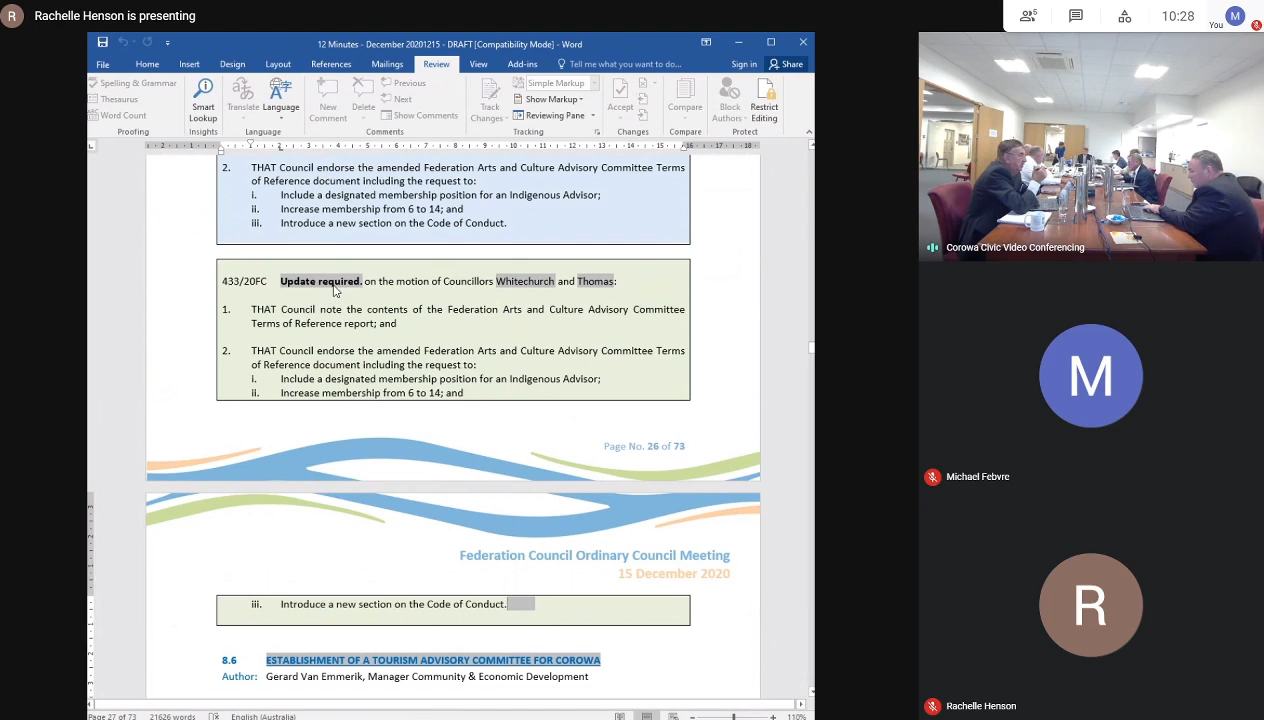 R Rachelle Henson is presenting
5 10:28 You M
12 Minutes - December 20201215 - DRAFT [Compatibility Mode] - Word
File Home Insert Design Layout References Mailings Review View Add-ins Tell me what you want to do... Sign in Share
Spelling & Grammar
Thesaurus
Word Count
Proofing
Smart Lookup
Insights
Translate Language
Language
New Comment
Delete
Previous
Next
Show Comments
Comments
Track Changes
Simple Markup
Show Markup
Reviewing Pane
Tracking
Accept
Changes
Compare
Compare
Block Authors
Restrict Editing
Protect
2. THAT Council endorse the amended Federation Arts and Culture Advisory Committee Terms
of Reference document including the request to:
i. Include a designated membership position for an Indigenous Advisor;
ii. Increase membership from 6 to 14; and
iii. Introduce a new section on the Code of Conduct.
433/20FC Update required. on the motion of Councillors Whitechurch and Thomas:
1. THAT Council note the contents of the Federation Arts and Culture Advisory Committee
Terms of Reference report; and
2. THAT Council endorse the amended Federation Arts and Culture Advisory Committee Terms
of Reference document including the request to:
i. Include a designated membership position for an Indigenous Advisor;
ii. Increase membership from 6 to 14; and
Page No. 26 of 73
Federation Council Ordinary Council Meeting
15 December 2020
iii. Introduce a new section on the Code of Conduct.
8.6 ESTABLISHMENT OF A TOURISM ADVISORY COMMITTEE FOR COROWA
Author: Gerard Van Emmerik, Manager Community & Economic Development
Page 27 of 73 21626 words English (Australia) 110%
Corowa Civic Video Conferencing
M
Michael Febvre
R
Rachelle Henson